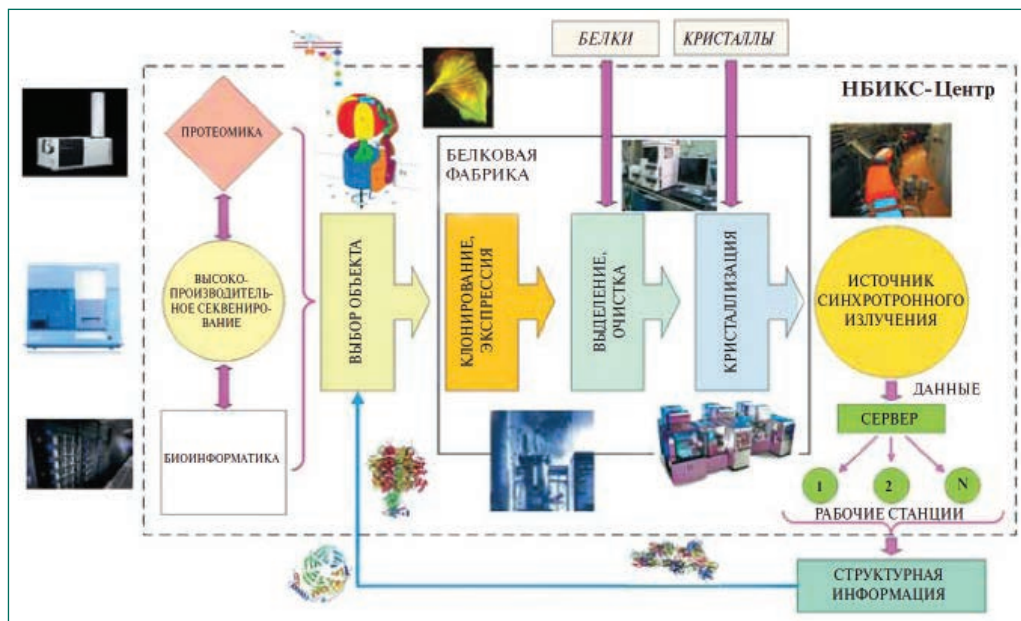 БЕЛКИ
КРИСТАЛЛЫ
НБИКС-Центр
ПРОТЕОМИКА
БЕЛКОВАЯ
ФАБРИКА
ВЫСОКО-
ПРОИЗВОДИТЕЛЬ-
НОЕ СЕКВЕНИРО-
ВАНИЕ
БИОИНФОРМАТИКА
ВЫБОР ОБЪЕКТА
КЛОНИРОВАНИЕ,
ЭКСПРЕССИЯ
ВЫДЕЛЕНИЕ,
ОЧИСТКА
КРИСТАЛЛИЗАЦИЯ
ИСТОЧНИК
СИНХРОТРОННОГО
ИЗЛУЧЕНИЯ
ДАННЫЕ
СЕРВЕР
1
2
N
РАБОЧИЕ СТАНЦИИ
СТРУКТУРНАЯ
ИНФОРМАЦИЯ